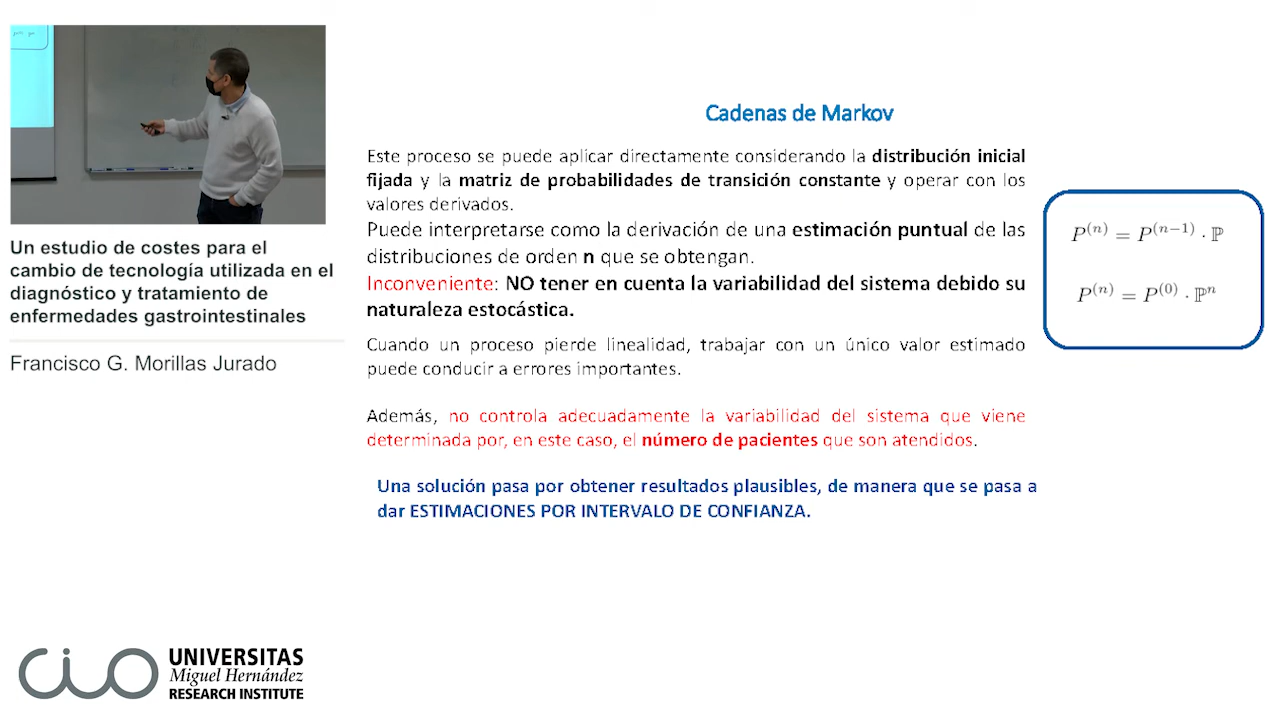 Un estudio de costes para el
cambio de tecnología utilizada en el
diagnóstico y tratamiento de
enfermedades gastrointestinales
Francisco G. Morillas Jurado
Cadenas de Markov
Este proceso se puede aplicar directamente considerando la distribución inicial
fijada y la matriz de probabilidades de transición constante y operar con los
valores derivados.
Puede interpretarse como la derivación de una estimación puntual de las
distribuciones de orden n que se obtengan.
Inconveniente: NO tener en cuenta la variabilidad del sistema debido su
naturaleza estocástica.
Cuando un proceso pierde linealidad, trabajar con un único valor estimado
puede conducir a errores importantes.
Además, no controla adecuadamente la variabilidad del sistema que viene
determinada por, en este caso, el número de pacientes que son atendidos.
Una solución pasa por obtener resultados plausibles, de manera que se pasa a
dar ESTIMACIONES POR INTERVALO DE CONFIANZA.
P⁽ⁿ⁾ = P⁽ⁿ⁻¹⁾ · ℙ
P⁽ⁿ⁾ = P⁽⁰⁾ · ℙⁿ
CIO
UNIVERSITAS
Miguel Hernández
RESEARCH INSTITUTE